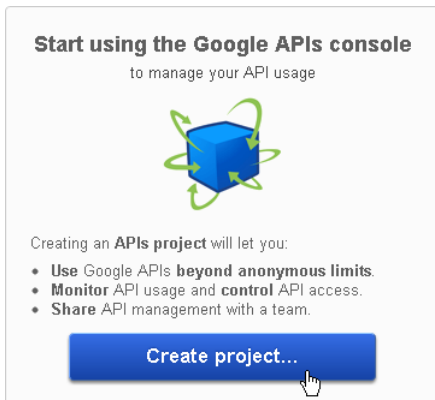 Start using the Google APIs console
to manage your API usage
Creating an APIs project will let you:
• Use Google APIs beyond anonymous limits.
• Monitor API usage and control API access.
• Share API management with a team.
Create project...